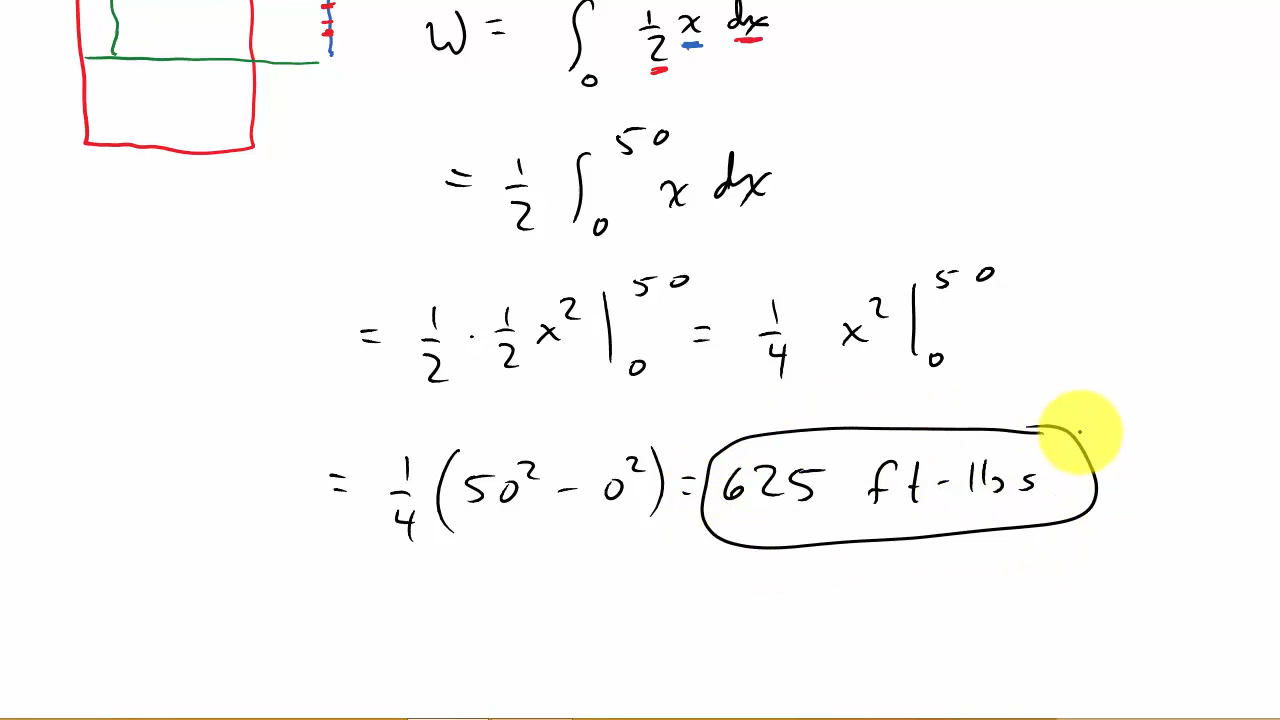 W = ∫₀ 1/2 x dx
= 1/2 ∫₀⁵⁰ x dx
= 1/2 · 1/2 x² |₀⁵⁰ = 1/4 x² |₀⁵⁰
= 1/4 (50² - 0²) = 625 ft-lbs